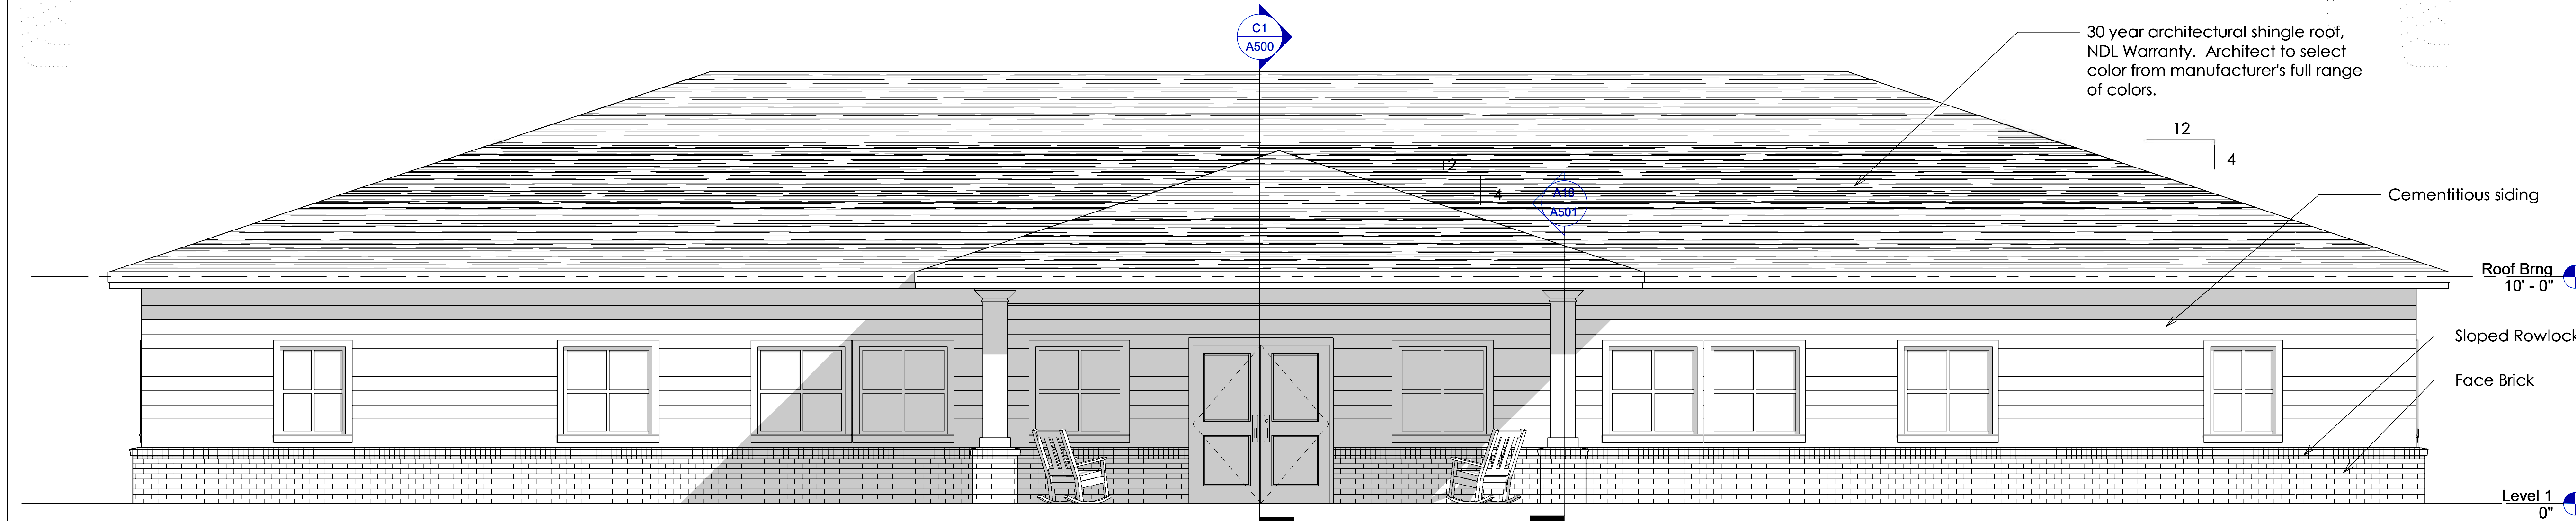 C1
A500
30 year architectural shingle roof,
NDL Warranty. Architect to select
color from manufacturer's full range
of colors.
12
4
12
4
A16
A501
Cementitious siding
Roof Brng
10' - 0"
Sloped Rowlock
Face Brick
Level 1
0"